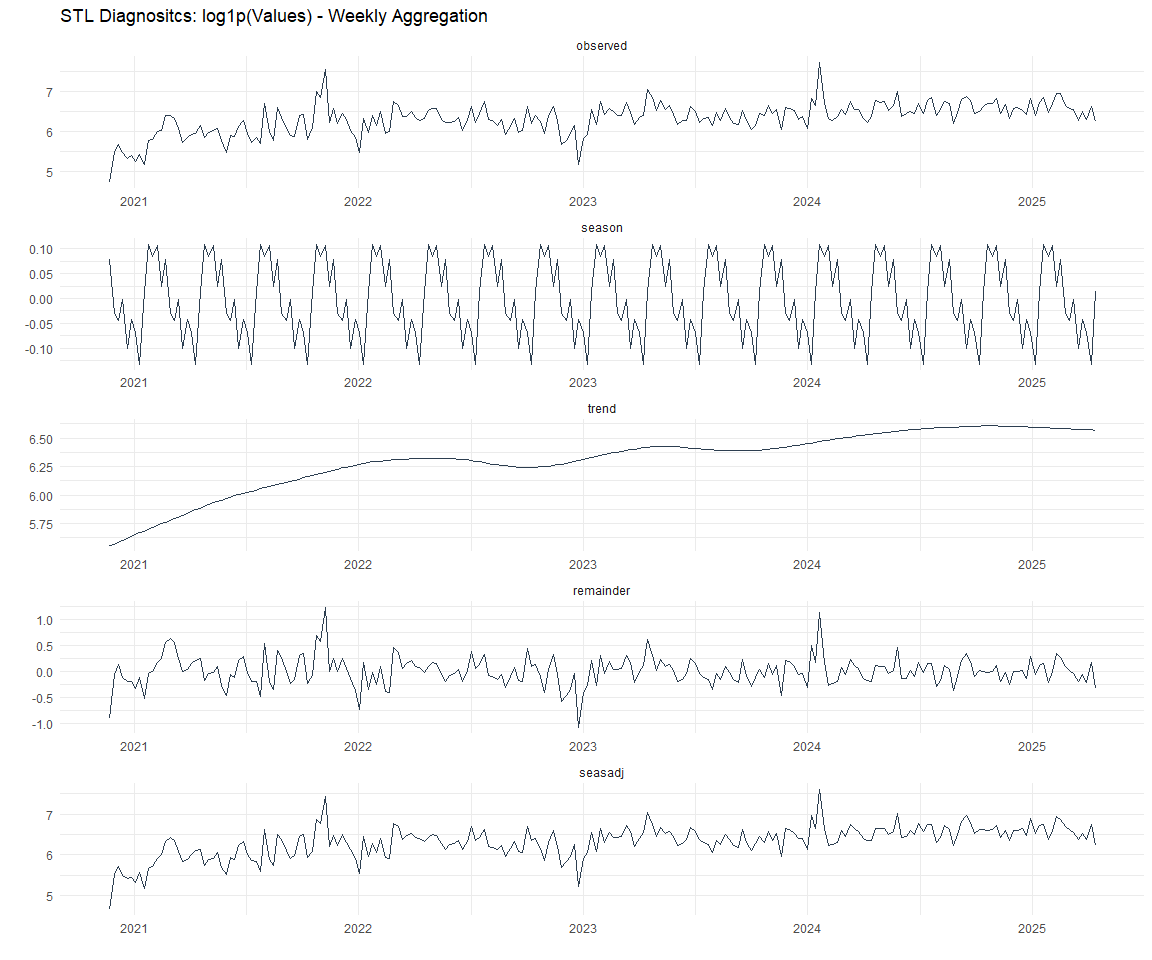 STL Diagnositcs: log1p(Values) - Weekly Aggregation
observed
7
6
5
2021 2022 2023 2024 2025
season
0.10
0.05
0.00
-0.05
-0.10
2021 2022 2023 2024 2025
trend
6.50
6.25
6.00
5.75
2021 2022 2023 2024 2025
remainder
1.0
0.5
0.0
-0.5
-1.0
2021 2022 2023 2024 2025
seasadj
7
6
5
2021 2022 2023 2024 2025